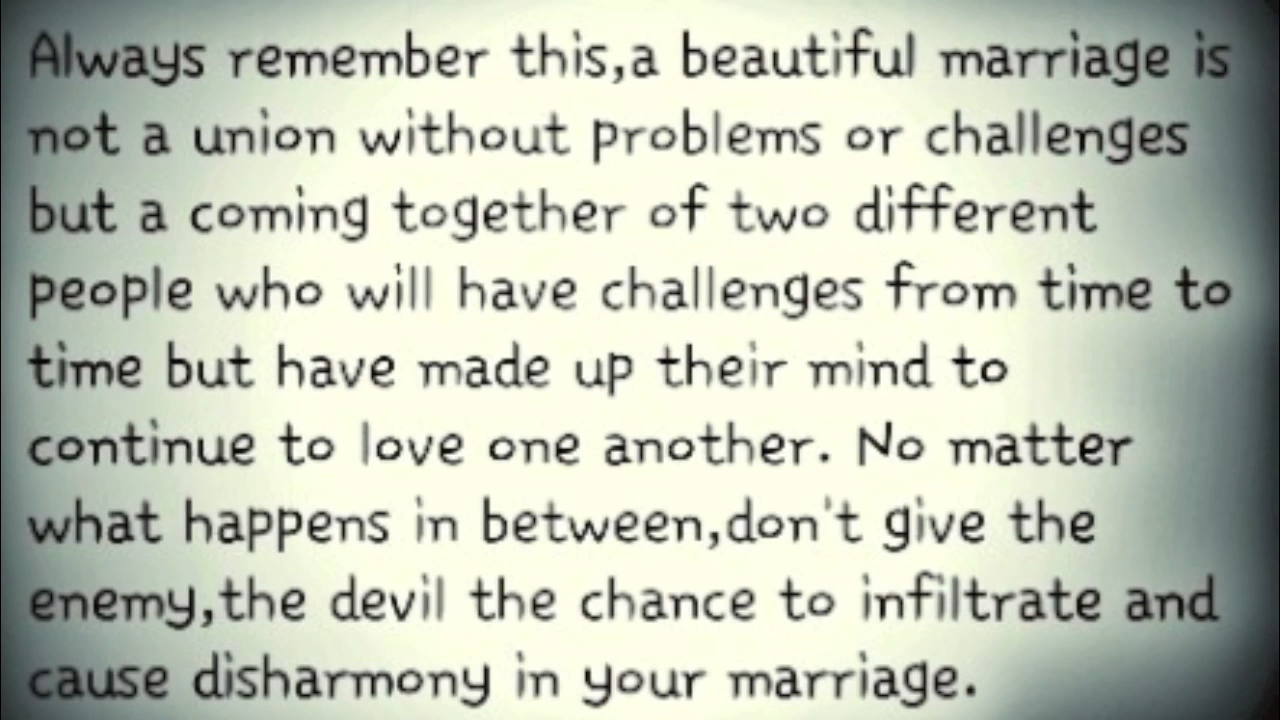 Always remember this,a beautiful marriage is
not a union without problems or challenges
but a coming together of two different
people who will have challenges from time to
time but have made up their mind to
continue to love one another. No matter
what happens in between,don't give the
enemy,the devil the chance to infiltrate and
cause disharmony in your marriage.